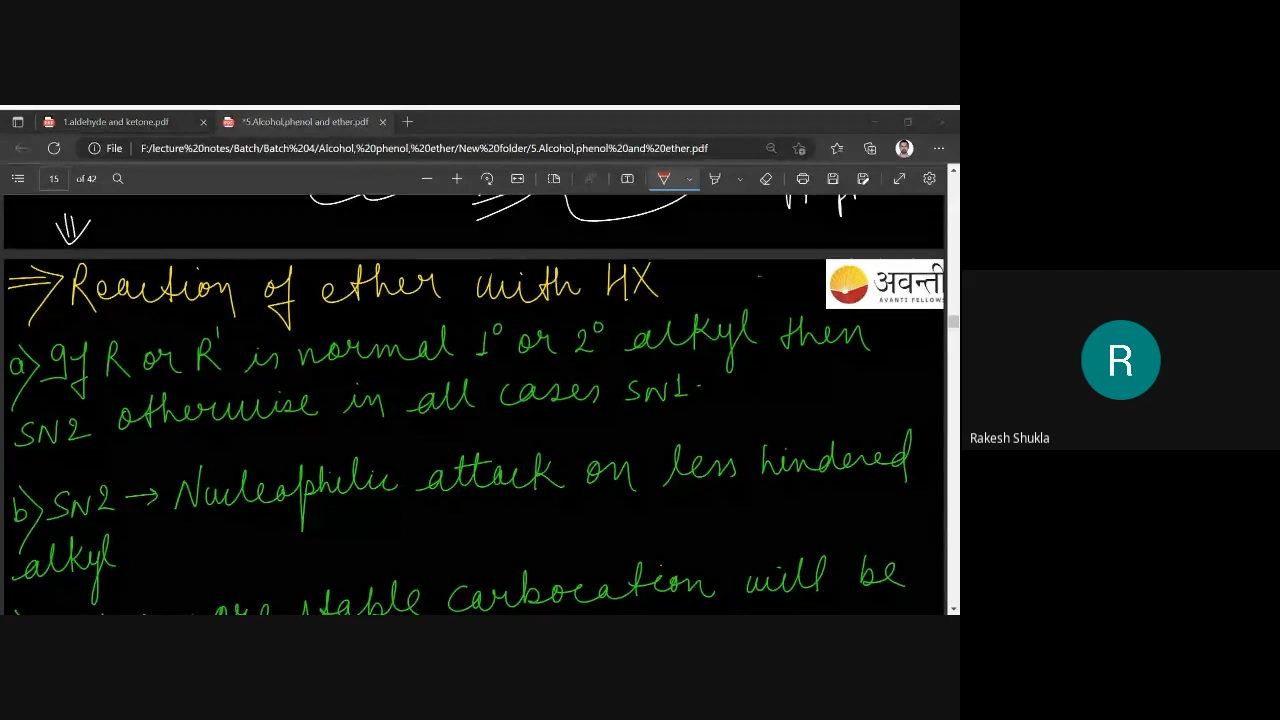 1.aldehyde and ketone.pdf
*5.Alcohol,phenol and ether.pdf
File
F:/lecture%20notes/Batch/Batch%204/Alcohol,%20phenol,%20ether/New%20folder/5.Alcohol,phenol%20and%20ether.pdf
15 of 42
⇒ Reaction of ether with HX
अवन्ती
AVANTI FELLOWS
a) If R or R' is normal 1° or 2° alkyl then
SN2 otherwise in all cases SN1.
b) SN2 → Nucleophilic attack on less hindered
alkyl
stable carbocation will be
R
Rakesh Shukla